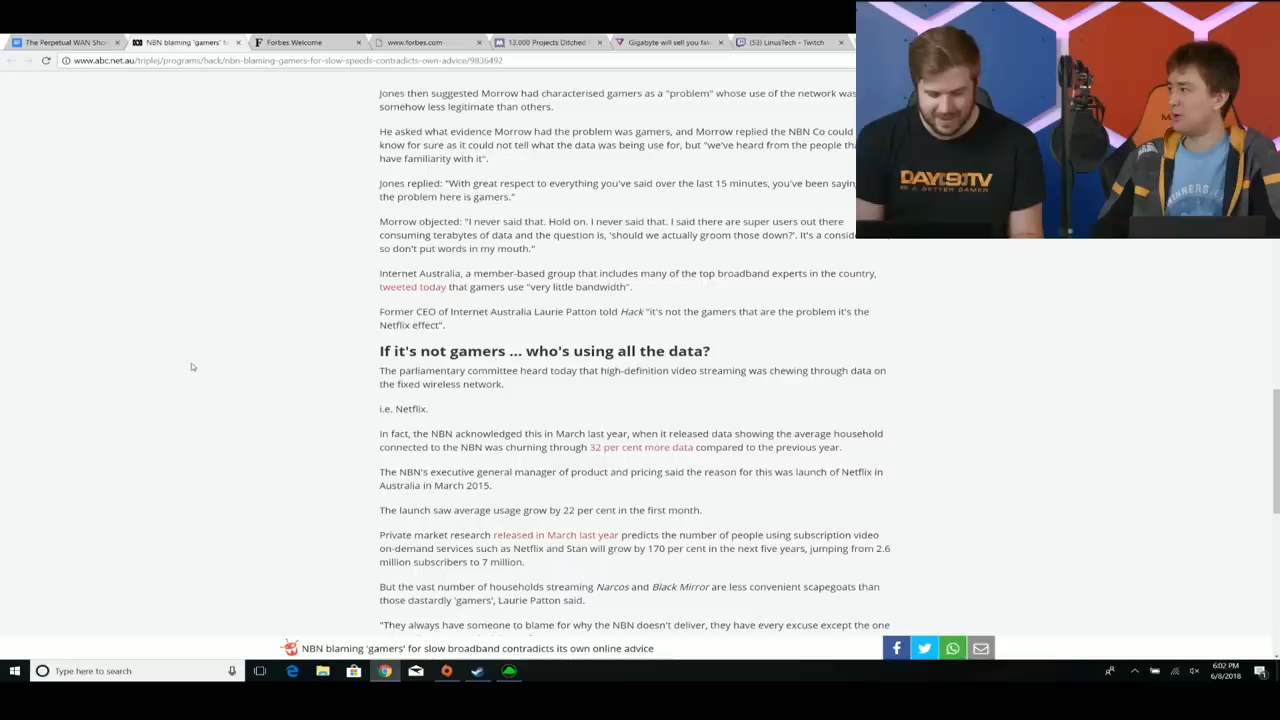 The Perpetual WAN Sho
NBN blaming 'gamers' f
Forbes Welcome
www.forbes.com
13,000 Projects Ditched
Gigabyte will sell you fa
(53) LinusTech - Twitch
www.abc.net.au/triplej/programs/hack/nbn-blaming-gamers-for-slow-speeds-contradicts-own-advice/9836492
Jones then suggested Morrow had characterised gamers as a "problem" whose use of the network was
somehow less legitimate than others.
He asked what evidence Morrow had the problem was gamers, and Morrow replied the NBN Co could
know for sure as it could not tell what the data was being use for, but "we've heard from the people tha
have familiarity with it".
Jones replied: "With great respect to everything you've said over the last 15 minutes, you've been saying
the problem here is gamers."
Morrow objected: "I never said that. Hold on. I never said that. I said there are super users out there
consuming terabytes of data and the question is, 'should we actually groom those down?'. It's a consid
so don't put words in my mouth."
Internet Australia, a member-based group that includes many of the top broadband experts in the country,
tweeted today that gamers use "very little bandwidth".
Former CEO of Internet Australia Laurie Patton told Hack "it's not the gamers that are the problem it's the
Netflix effect".
If it's not gamers ... who's using all the data?
The parliamentary committee heard today that high-definition video streaming was chewing through data on
the fixed wireless network.
i.e. Netflix.
In fact, the NBN acknowledged this in March last year, when it released data showing the average household
connected to the NBN was churning through 32 per cent more data compared to the previous year.
The NBN's executive general manager of product and pricing said the reason for this was launch of Netflix in
Australia in March 2015.
The launch saw average usage grow by 22 per cent in the first month.
Private market research released in March last year predicts the number of people using subscription video
on-demand services such as Netflix and Stan will grow by 170 per cent in the next five years, jumping from 2.6
million subscribers to 7 million.
But the vast number of households streaming Narcos and Black Mirror are less convenient scapegoats than
those dastardly 'gamers', Laurie Patton said.
"They always have someone to blame for why the NBN doesn't deliver, they have every excuse except the one
NBN blaming 'gamers' for slow broadband contradicts its own online advice
Type here to search
6:02 PM
6/8/2018
DAY[9].TV
BE A BETTER GAMER
WINNERS